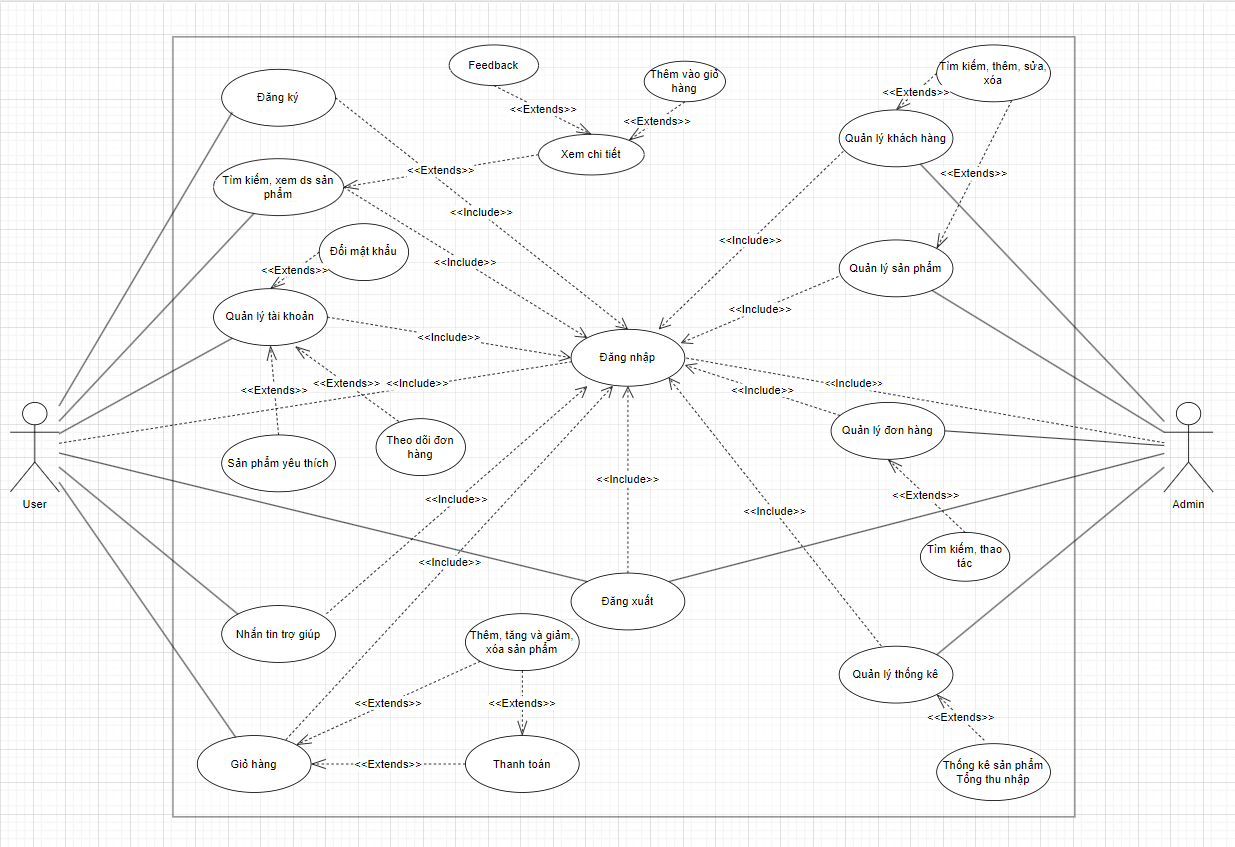 Feedback
Thêm vào giỏ
hàng
Tìm kiếm, thêm, sửa,
xóa
Đăng ký
<<Extends>>
<<Extends>>
<<Extends>>
Quản lý khách hàng
Xem chi tiết
<<Extends>>
<<Extends>>
Tìm kiếm, xem ds sản
phẩm
<<Include>>
<<Include>>
Đổi mật khẩu
<<Extends>>
<<Include>>
Quản lý sản phẩm
Quản lý tài khoản
<<Include>>
<<Include>>
Đăng nhập
<<Extends>>
<<Extends>>
<<Include>>
<<Include>>
<<Include>>
Quản lý đơn hàng
Theo dõi đơn
hàng
Sản phẩm yêu thích
<<Include>>
<<Include>>
<<Extends>>
<<Include>>
User
Admin
Tìm kiếm, thao
tác
<<Include>>
Đăng xuất
Nhắn tin trợ giúp
Thêm, tăng và giảm,
xóa sản phẩm
Quản lý thống kê
<<Extends>>
<<Extends>>
<<Extends>>
Giỏ hàng
<<Extends>>
Thanh toán
Thống kê sản phẩm
Tổng thu nhập